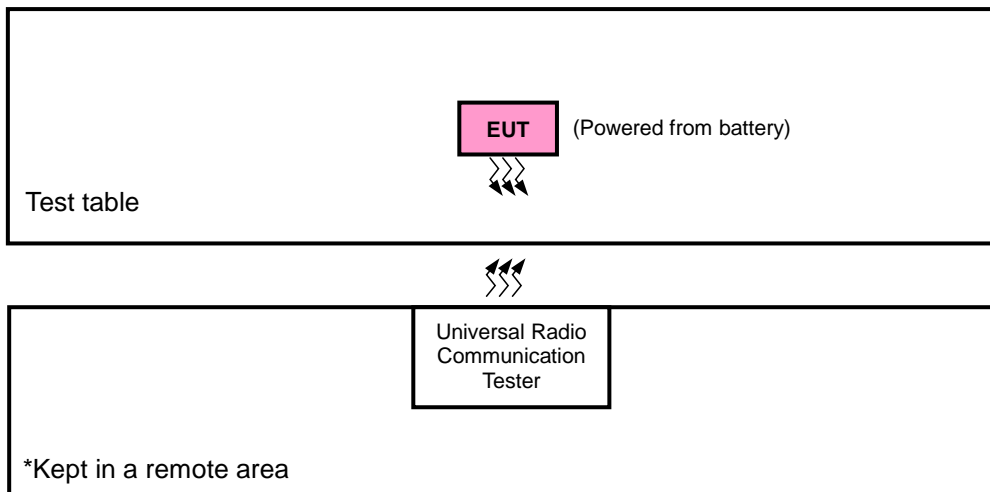 EUT
(Powered from battery)
Test table
Universal Radio
Communication
Tester
*Kept in a remote area